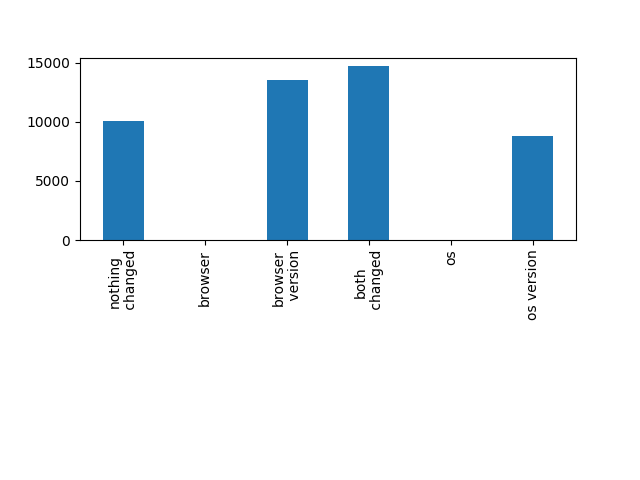 15000
10000
5000
0
nothing
changed
browser
browser
version
both
changed
os
os version